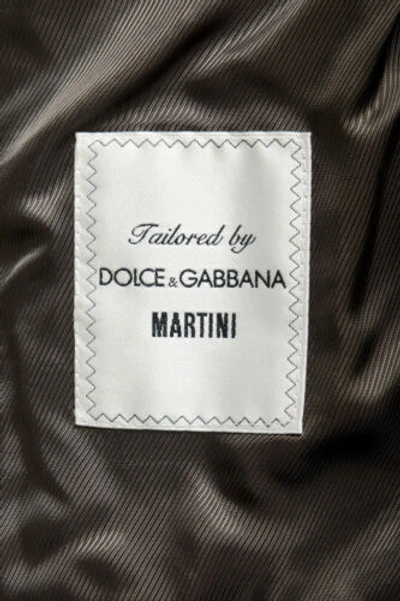 Tailored by
DOLCE & GABBANA
MARTINI